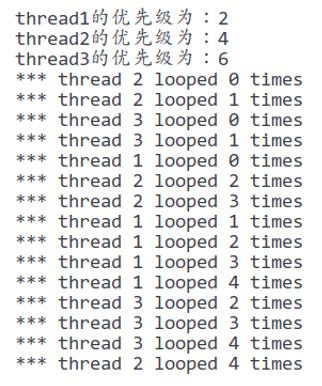 thread1的优先级为：2
thread2的优先级为：4
thread3的优先级为：6
*** thread 2 looped 0 times
*** thread 2 looped 1 times
*** thread 3 looped 0 times
*** thread 3 looped 1 times
*** thread 1 looped 0 times
*** thread 2 looped 2 times
*** thread 2 looped 3 times
*** thread 1 looped 1 times
*** thread 1 looped 2 times
*** thread 1 looped 3 times
*** thread 1 looped 4 times
*** thread 3 looped 2 times
*** thread 3 looped 3 times
*** thread 3 looped 4 times
*** thread 2 looped 4 times